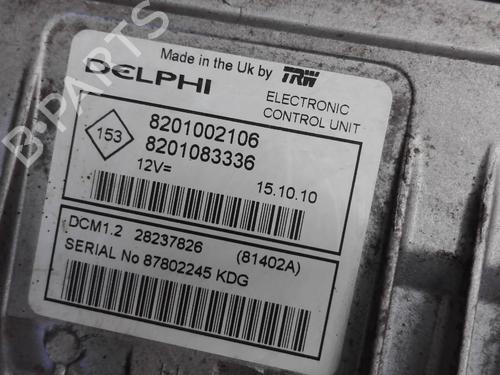 B-PARTS
Made in the Uk by TRW
DELPHI
ELECTRONIC
CONTROL UNIT
153
8201002106
8201083336
12V=
15.10.10
DCM1.2 28237826 (81402A)
SERIAL No 87802245 KDG